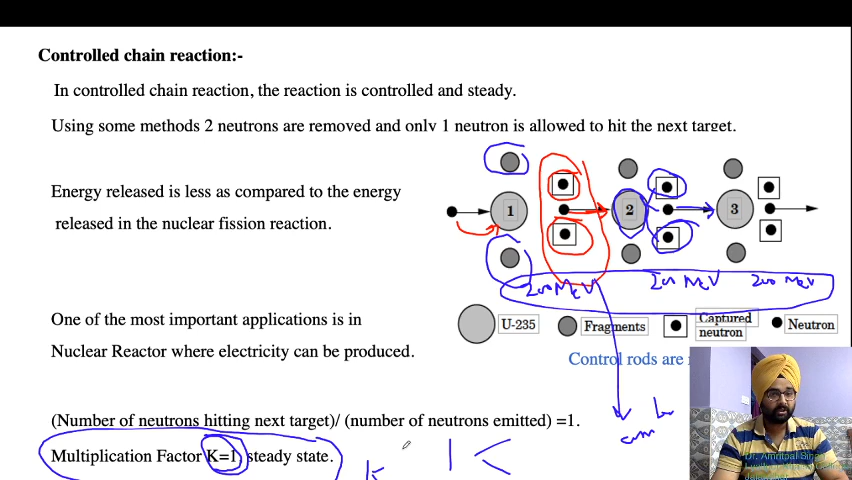 Controlled chain reaction:-
In controlled chain reaction, the reaction is controlled and steady.
Using some methods 2 neutrons are removed and only 1 neutron is allowed to hit the next target.
Energy released is less as compared to the energy
released in the nuclear fission reaction.
1 2 3
200 MeV 200 MeV 200 MeV
U-235 Fragments Captured neutron Neutron
One of the most important applications is in
Nuclear Reactor where electricity can be produced.
Control rods are
(Number of neutrons hitting next target)/ (number of neutrons emitted) =1.
Multiplication Factor K=1, steady state.
K
Dr. Amritpal Singh